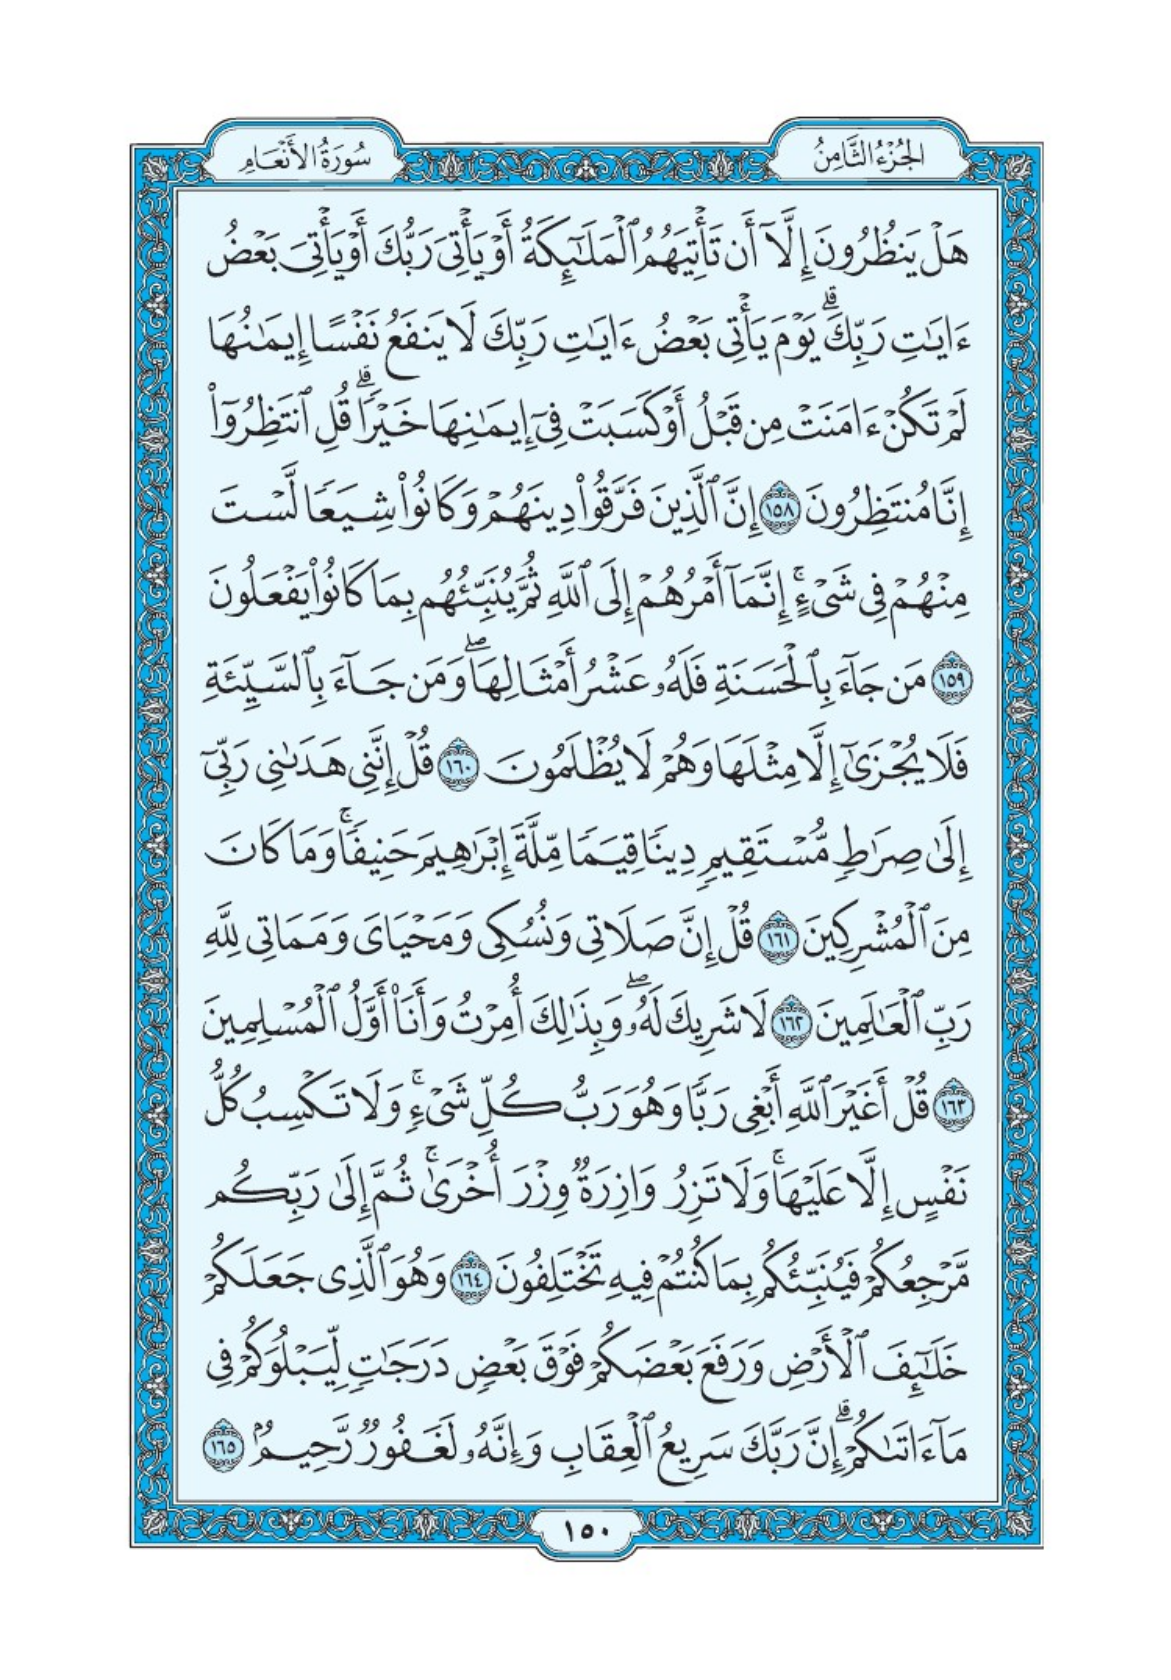 الجُزْءُ الثَّامِنُ
سُورَةُ الأَنْعَامِ
هَلْ يَنظُرُونَ إِلَّآ أَن تَأْتِيَهُمُ ٱلْمَلَٰٓئِكَةُ أَوْ يَأْتِىَ رَبُّكَ أَوْ يَأْتِىَ بَعْضُ
ءَايَٰتِ رَبِّكَ ۗ يَوْمَ يَأْتِى بَعْضُ ءَايَٰتِ رَبِّكَ لَا يَنفَعُ نَفْسًا إِيمَٰنُهَا
لَمْ تَكُنْ ءَامَنَتْ مِن قَبْلُ أَوْ كَسَبَتْ فِىٓ إِيمَٰنِهَا خَيْرًا ۗ قُلِ ٱنتَظِرُوٓا۟
إِنَّا مُنتَظِرُونَ ١٥٨ إِنَّ ٱلَّذِينَ فَرَّقُوا۟ دِينَهُمْ وَكَانُوا۟ شِيَعًا لَّسْتَ
مِنْهُمْ فِى شَىْءٍ ۚ إِنَّمَآ أَمْرُهُمْ إِلَى ٱللَّهِ ثُمَّ يُنَبِّئُهُم بِمَا كَانُوا۟ يَفْعَلُونَ
١٥٩ مَن جَآءَ بِٱلْحَسَنَةِ فَلَهُۥ عَشْرُ أَمْثَالِهَا ۖ وَمَن جَآءَ بِٱلسَّيِّئَةِ
فَلَا يُجْزَىٰٓ إِلَّا مِثْلَهَا وَهُمْ لَا يُظْلَمُونَ ١٦٠ قُلْ إِنَّنِى هَدَىٰنِى رَبِّىٓ
إِلَىٰ صِرَٰطٍ مُّسْتَقِيمٍ دِينًا قِيَمًا مِّلَّةَ إِبْرَٰهِيمَ حَنِيفًا ۚ وَمَا كَانَ
مِنَ ٱلْمُشْرِكِينَ ١٦١ قُلْ إِنَّ صَلَاتِى وَنُسُكِى وَمَحْيَاىَ وَمَمَاتِى لِلَّهِ
رَبِّ ٱلْعَٰلَمِينَ ١٦٢ لَا شَرِيكَ لَهُۥ ۖ وَبِذَٰلِكَ أُمِرْتُ وَأَنَا۠ أَوَّلُ ٱلْمُسْلِمِينَ
١٦٣ قُلْ أَغَيْرَ ٱللَّهِ أَبْغِى رَبًّا وَهُوَ رَبُّ كُلِّ شَىْءٍ ۚ وَلَا تَكْسِبُ كُلُّ
نَفْسٍ إِلَّا عَلَيْهَا ۚ وَلَا تَزِرُ وَازِرَةٌ وِزْرَ أُخْرَىٰ ۚ ثُمَّ إِلَىٰ رَبِّكُم
مَّرْجِعُكُمْ فَيُنَبِّئُكُم بِمَا كُنتُمْ فِيهِ تَخْتَلِفُونَ ١٦٤ وَهُوَ ٱلَّذِى جَعَلَكُمْ
خَلَٰٓئِفَ ٱلْأَرْضِ وَرَفَعَ بَعْضَكُمْ فَوْقَ بَعْضٍ دَرَجَٰتٍ لِّيَبْلُوَكُمْ فِى
مَآ ءَاتَىٰكُمْ ۗ إِنَّ رَبَّكَ سَرِيعُ ٱلْعِقَابِ وَإِنَّهُۥ لَغَفُورٌ رَّحِيمٌۢ ١٦٥
١٥٠